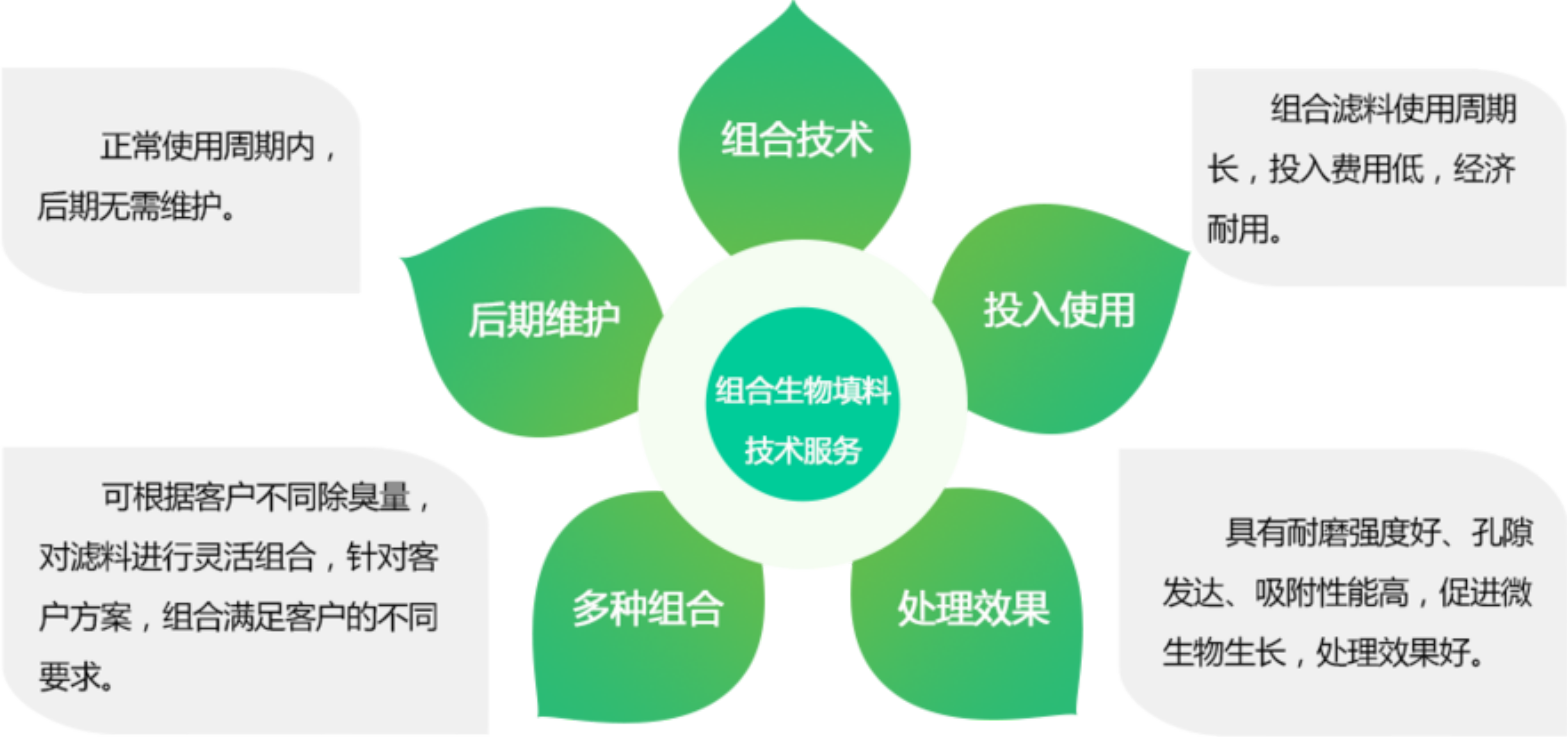 组合技术
正常使用周期内，
后期无需维护。
组合滤料使用周期
长，投入费用低，经济
耐用。
后期维护
投入使用
组合生物填料
技术服务
可根据客户不同除臭量，
对滤料进行灵活组合，针对客
户方案，组合满足客户的不同
要求。
多种组合
处理效果
具有耐磨强度好、孔隙
发达、吸附性能高，促进微
生物生长，处理效果好。